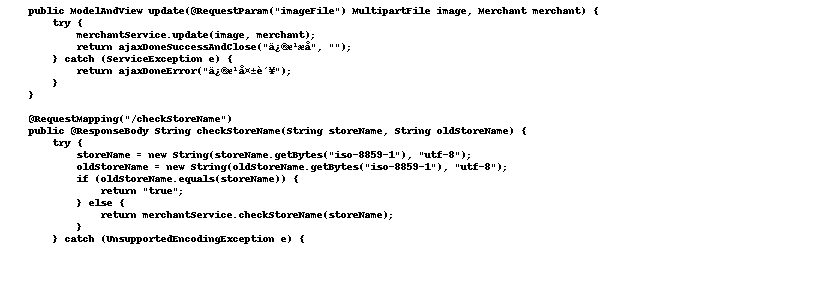 public ModelAndView update(@RequestParam("imageFile") MultipartFile image, Merchant merchant) {
try {
merchantService.update(image, merchant);
return ajaxDoneSuccessAndClose("ä¿®æ¹æå", "");
} catch (ServiceException e) {
return ajaxDoneError("ä¿®æ¹å¤±è´¥");
}
}
@RequestMapping("/checkStoreName")
public @ResponseBody String checkStoreName(String storeName, String oldStoreName) {
try {
storeName = new String(storeName.getBytes("iso-8859-1"), "utf-8");
oldStoreName = new String(oldStoreName.getBytes("iso-8859-1"), "utf-8");
if (oldStoreName.equals(storeName)) {
return "true";
} else {
return merchantService.checkStoreName(storeName);
}
} catch (UnsupportedEncodingException e) {